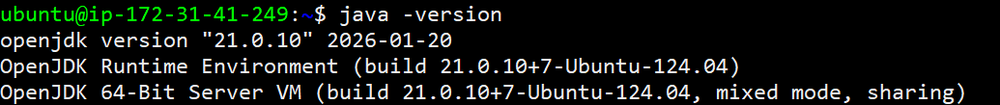 ubuntu@ip-172-31-41-249:~$ java -version
openjdk version "21.0.10" 2026-01-20
OpenJDK Runtime Environment (build 21.0.10+7-Ubuntu-124.04)
OpenJDK 64-Bit Server VM (build 21.0.10+7-Ubuntu-124.04, mixed mode, sharing)